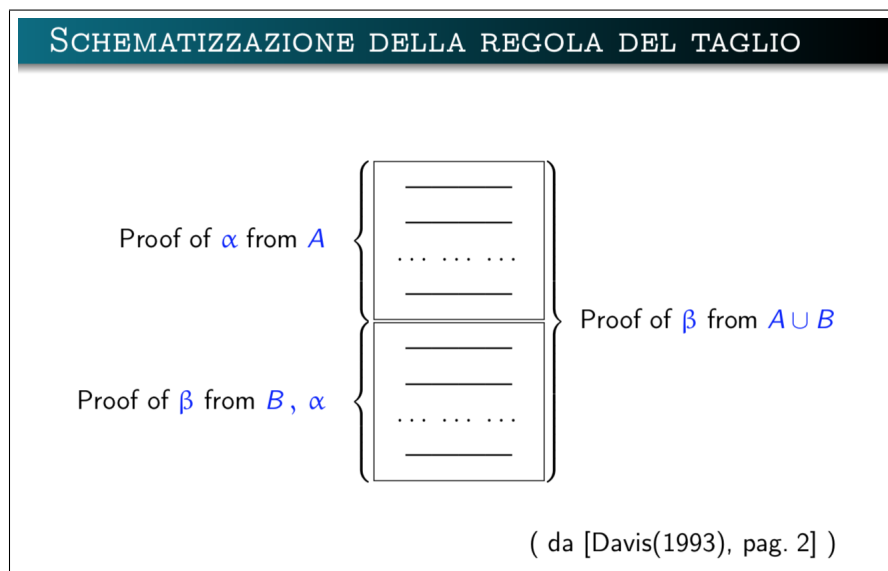 SCHEMATIZZAZIONE DELLA REGOLA DEL TAGLIO
Proof of α from A
... ... ...
Proof of β from A ∪ B
Proof of β from B , α
... ... ...
( da [Davis(1993), pag. 2] )